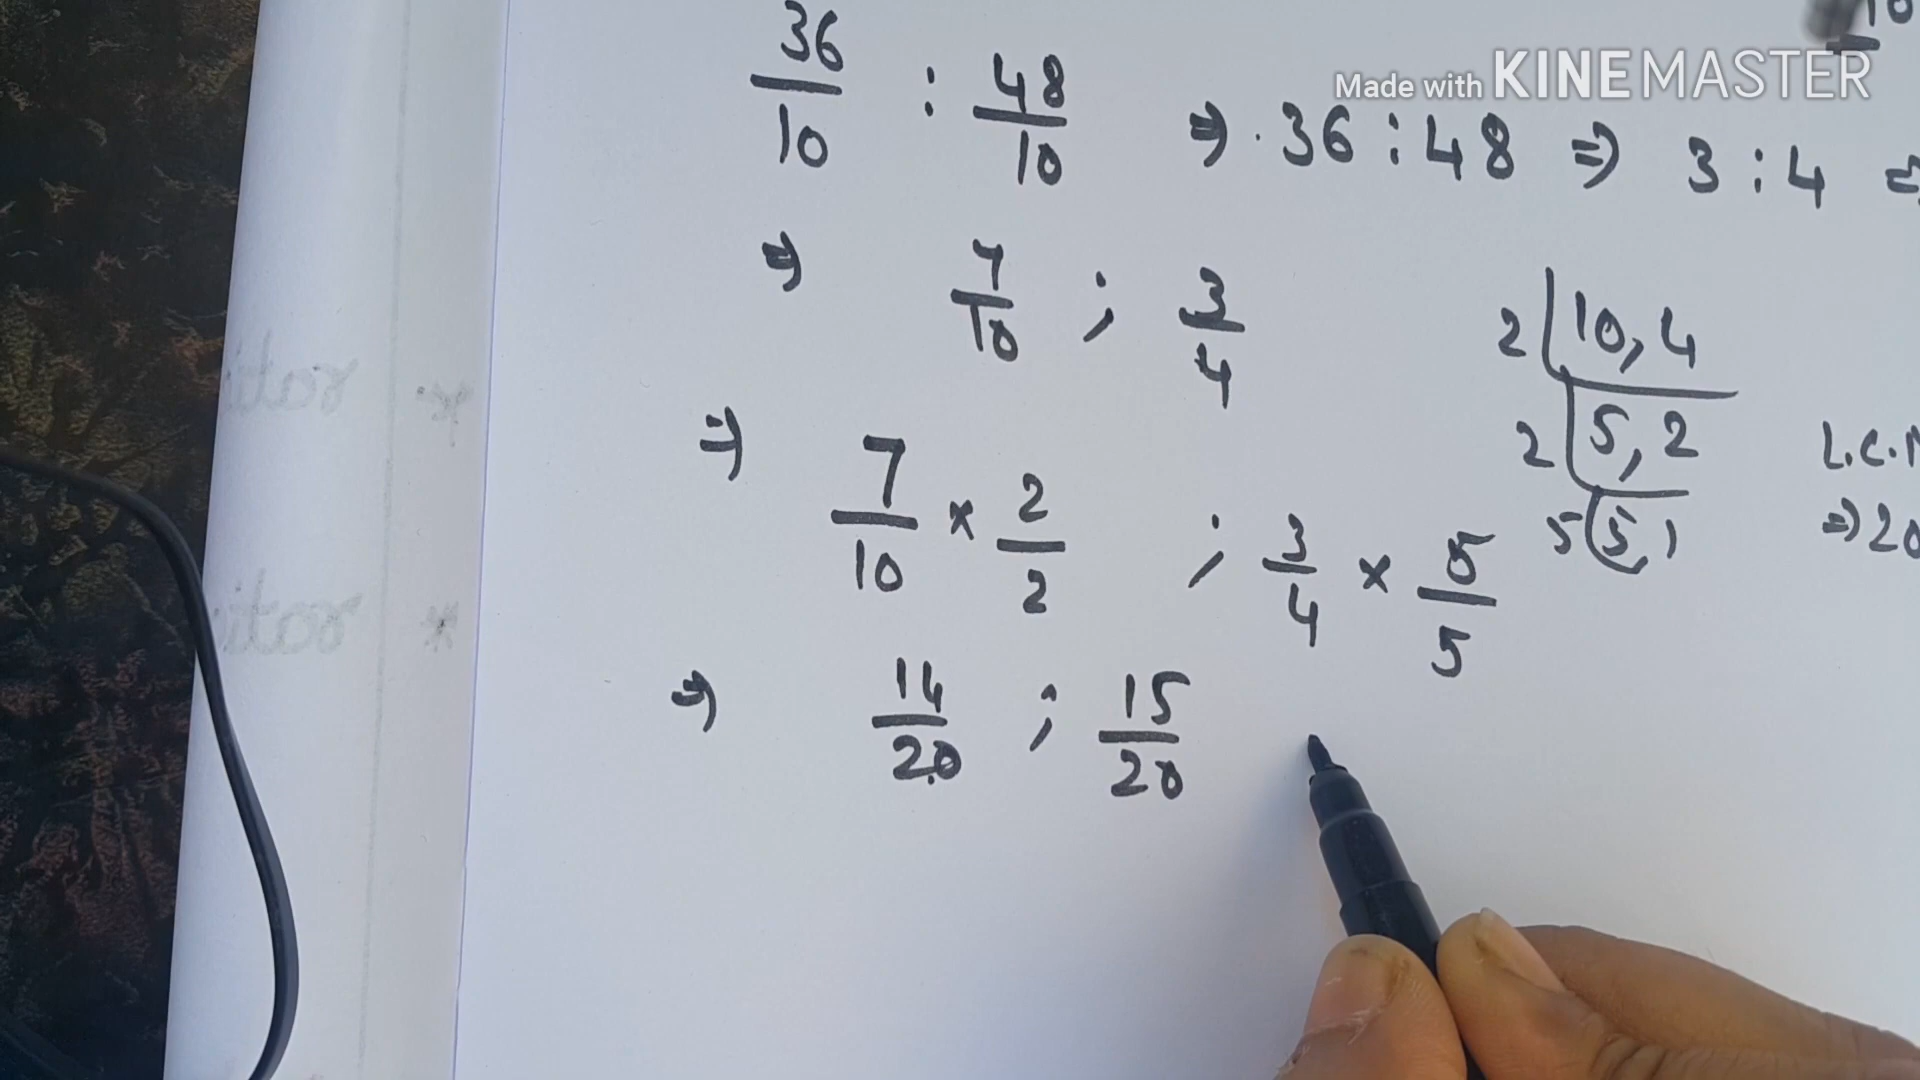 Made with KINEMASTER
36/10 : 48/10 ⇒ 36 : 48 ⇒ 3 : 4 ⇒
⇒ 7/10 ; 3/4
2 | 10, 4
2 | 5, 2
5 | 5, 1
L.C.M
⇒ 20
⇒ 7/10 × 2/2 ; 3/4 × 5/5
⇒ 14/20 ; 15/20